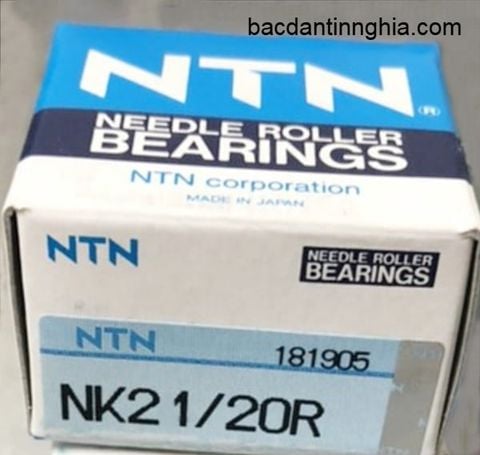 bacdantinnghia.com
NTN®
NEEDLE ROLLER
BEARINGS
NTN corporation
MADE IN JAPAN
NTN
NEEDLE ROLLER
BEARINGS
NTN
181905
NK21/20R